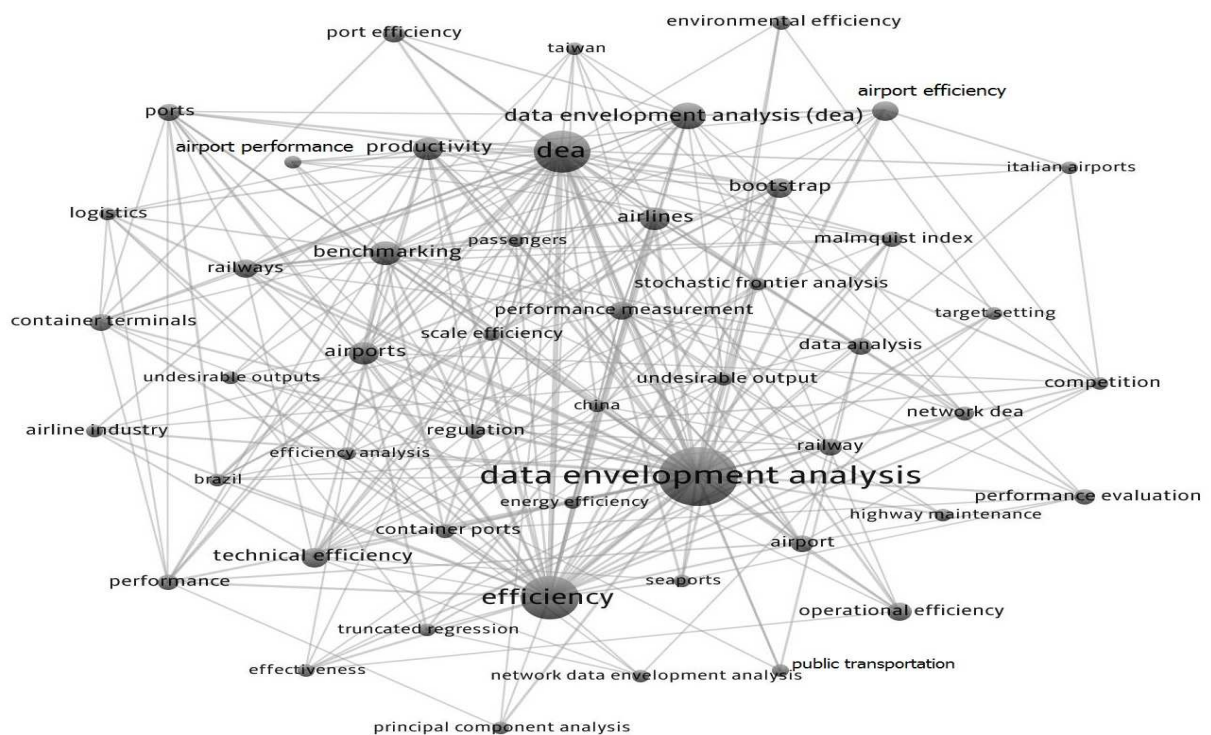 environmental efficiency
port efficiency
taiwan
airport efficiency
ports
data envelopment analysis (dea)
airport performance
productivity
dea
italian airports
bootstrap
logistics
airlines
passengers
malmquist index
benchmarking
railways
stochastic frontier analysis
performance measurement
target setting
container terminals
scale efficiency
data analysis
airports
undesirable outputs
undesirable output
competition
china
network dea
airline industry
regulation
efficiency analysis
railway
brazil
data envelopment analysis
performance evaluation
energy efficiency
highway maintenance
container ports
airport
technical efficiency
performance
seaports
efficiency
operational efficiency
truncated regression
effectiveness
public transportation
network data envelopment analysis
principal component analysis